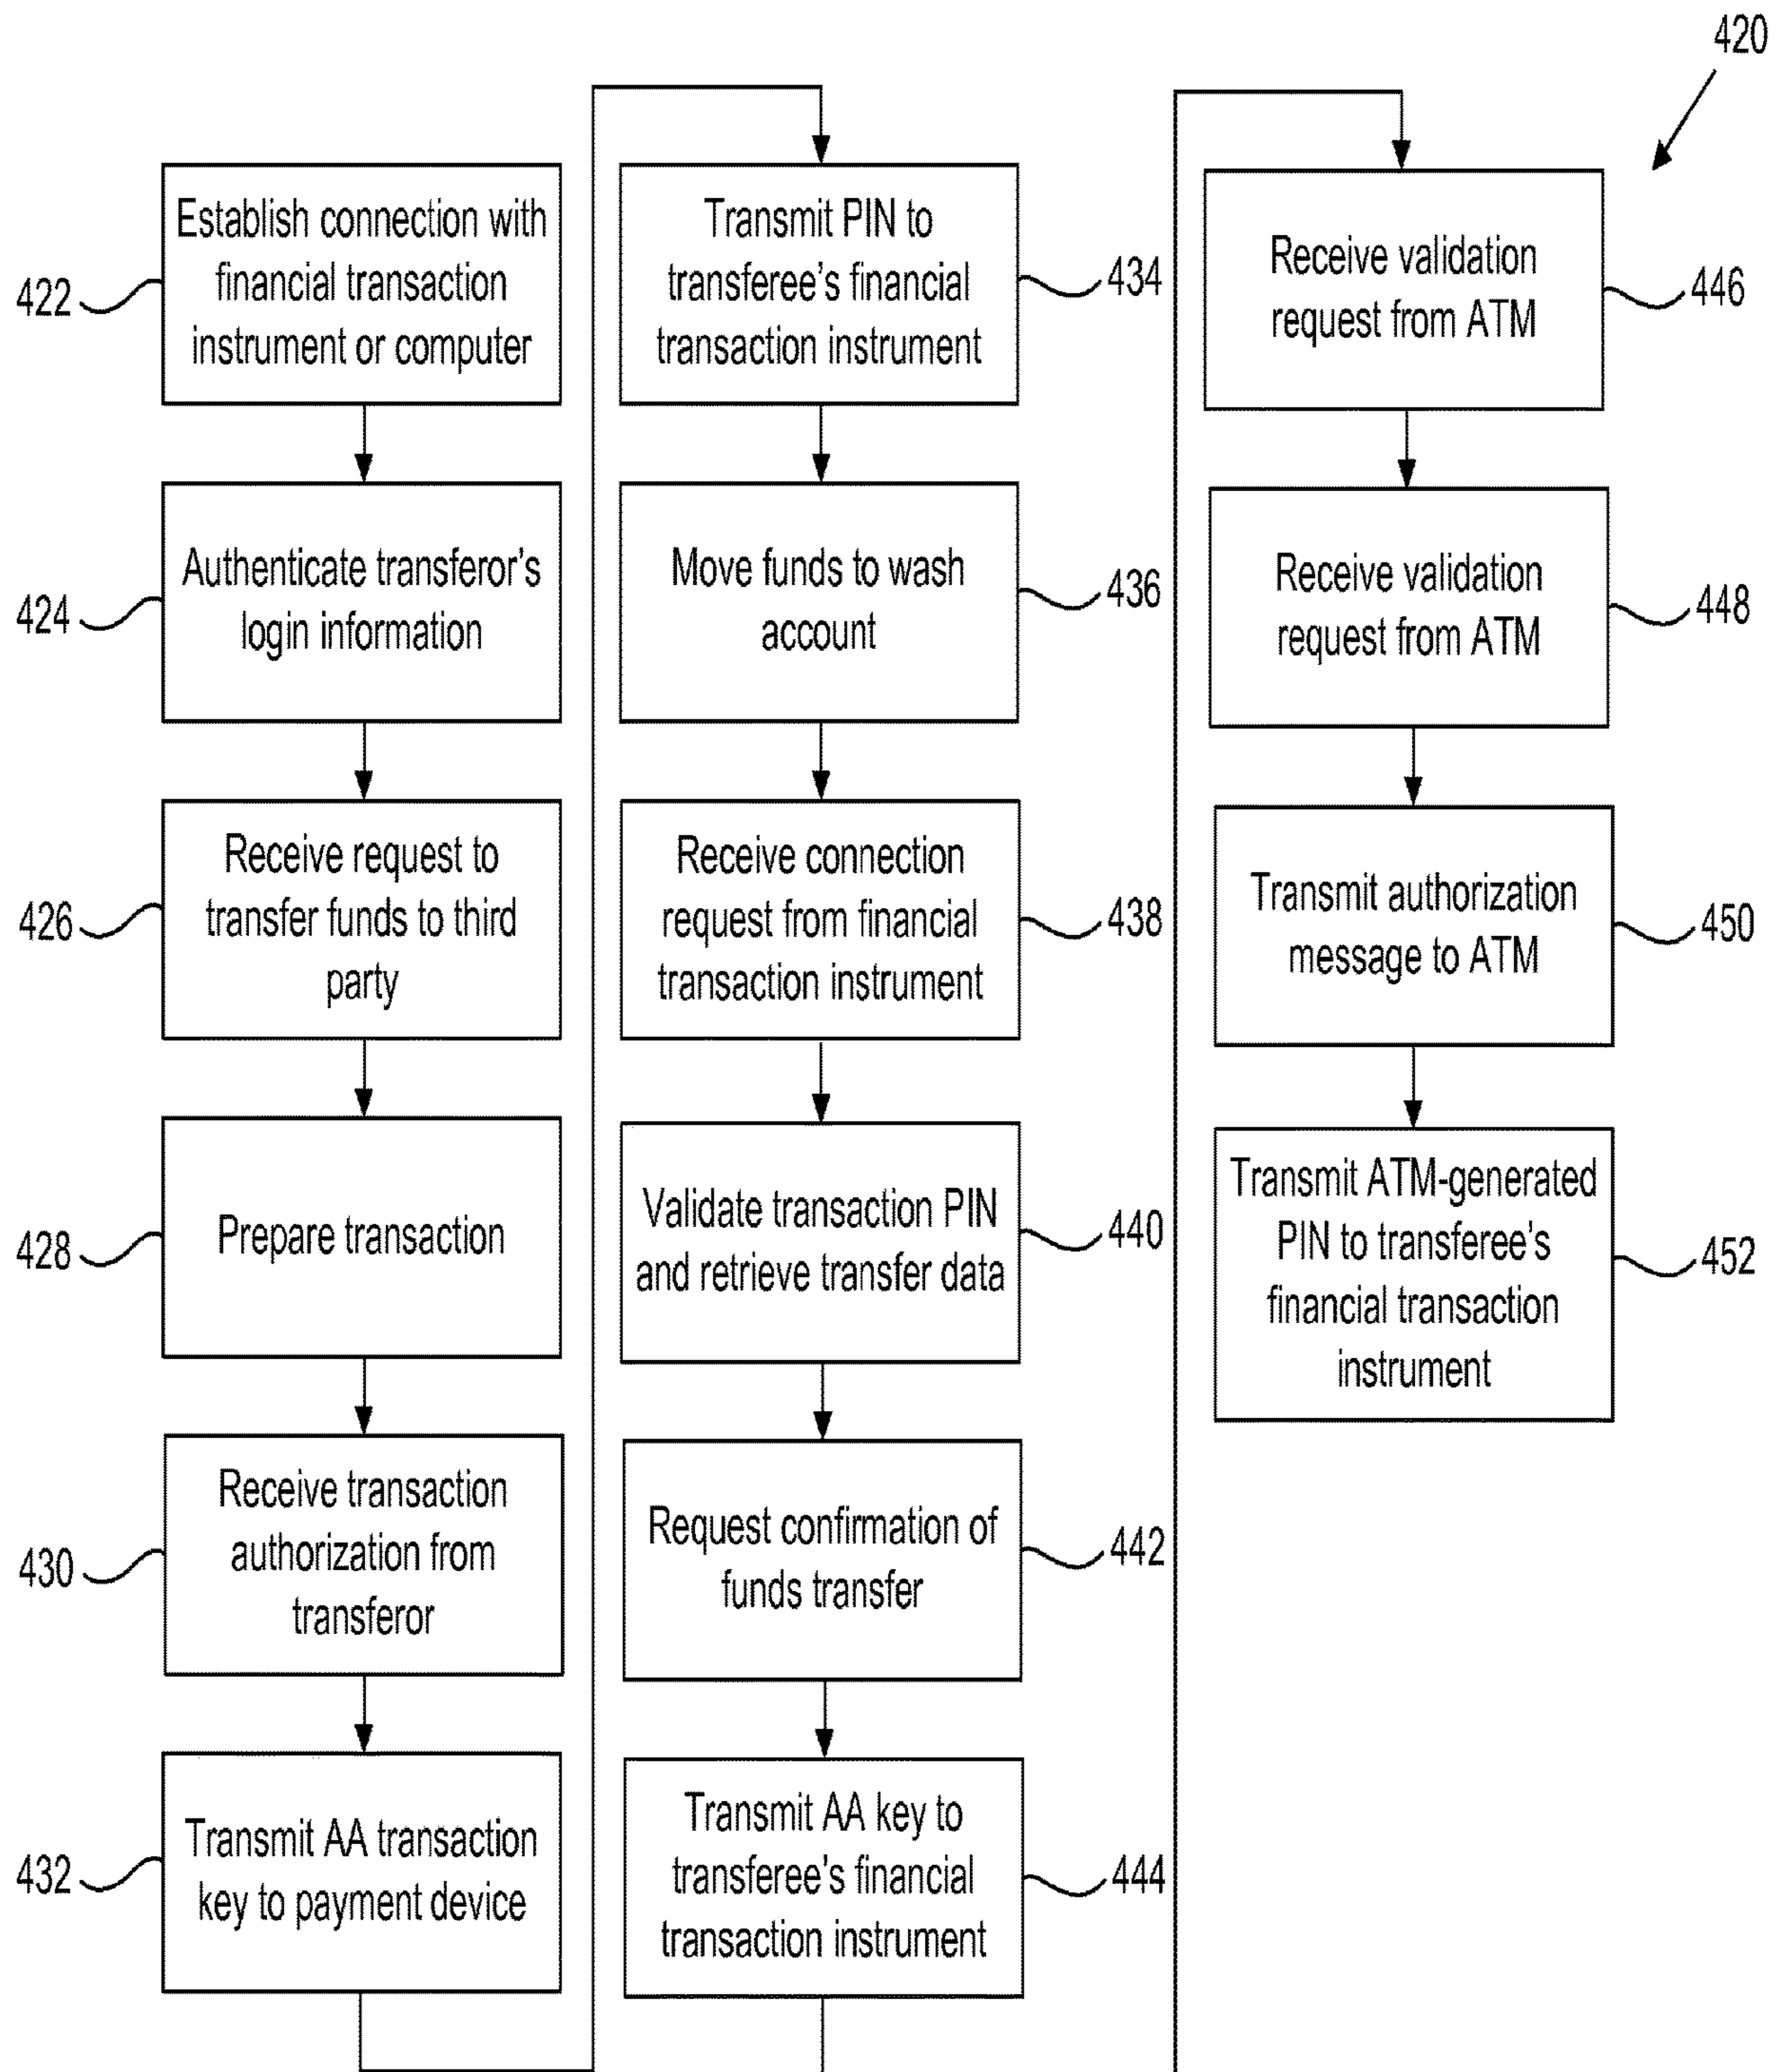 420
Establish connection with
financial transaction
instrument or computer
422
Authenticate transferor's
login information
424
Receive request to
transfer funds to third
party
426
Prepare transaction
428
Receive transaction
authorization from
transferor
430
Transmit AA transaction
key to payment device
432
Transmit PIN to
transferee's financial
transaction instrument
434
Move funds to wash
account
436
Receive connection
request from financial
transaction instrument
438
Validate transaction PIN
and retrieve transfer data
440
Request confirmation of
funds transfer
442
Transmit AA key to
transferee's financial
transaction instrument
444
Receive validation
request from ATM
446
Receive validation
request from ATM
448
Transmit authorization
message to ATM
450
Transmit ATM-generated
PIN to transferee's
financial transaction
instrument
452